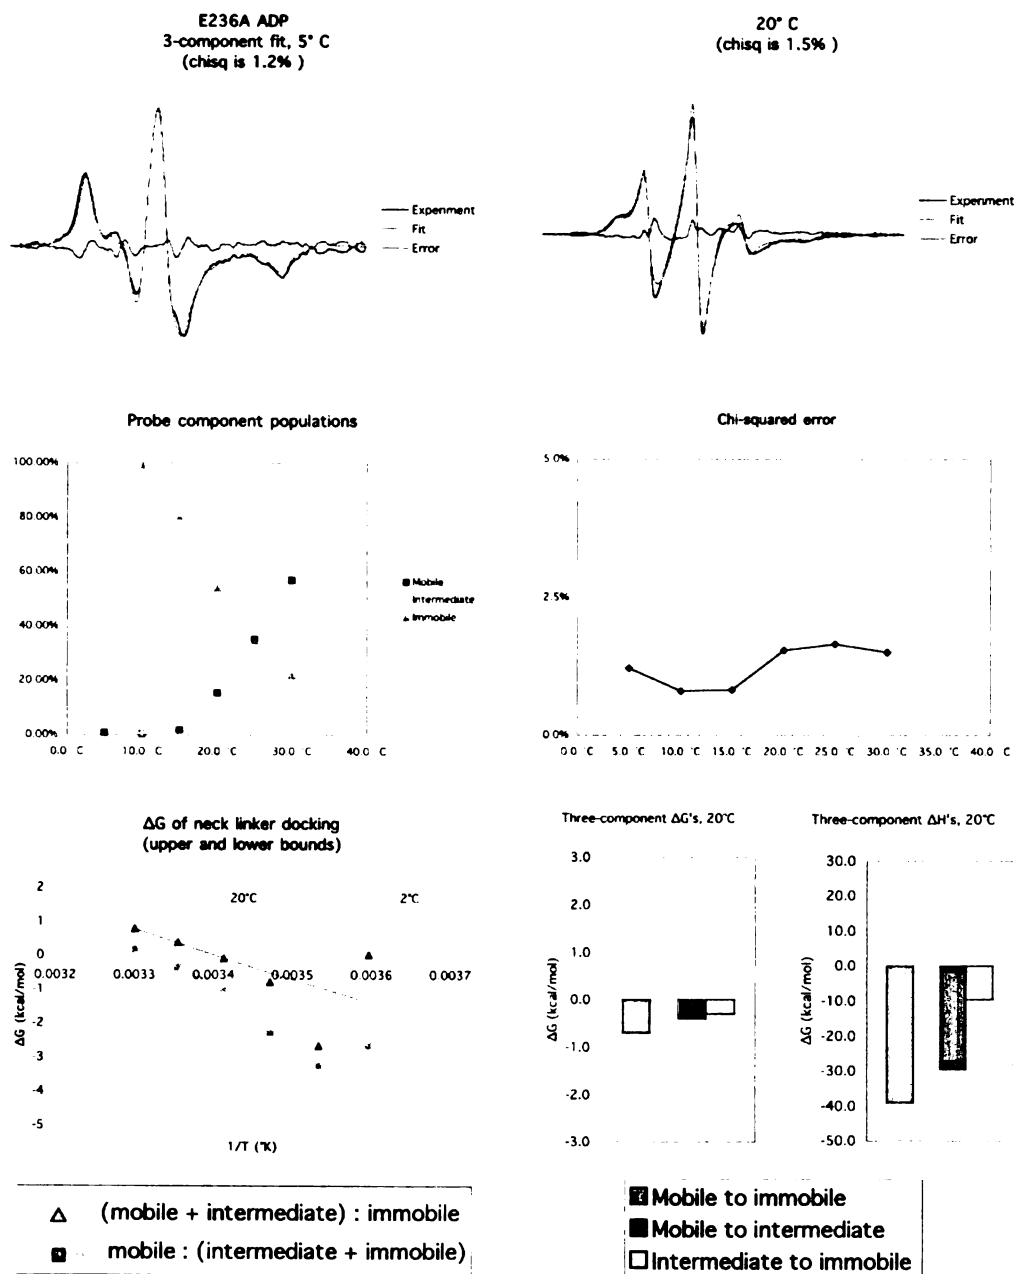 E236A ADP
3-component fit, 5° C
(chisq is 1.2% )
20° C
(chisq is 1.5% )
Experiment
Fit
Error
Experiment
Fit
Error
Probe component populations
100.00%
80.00%
60.00%
40.00%
20.00%
0.00%
0.0 °C 10.0 °C 20.0 °C 30.0 °C 40.0 °C
Mobile
Intermediate
Immobile
Chi-squared error
5.0%
2.5%
0.0%
0.0 °C 5.0 °C 10.0 °C 15.0 °C 20.0 °C 25.0 °C 30.0 °C 35.0 °C 40.0 °C
ΔG of neck linker docking
(upper and lower bounds)
20°C 2°C
2
1
0
-1
-2
-3
-4
-5
0.0032 0.0033 0.0034 0.0035 0.0036 0.0037
ΔG (kcal/mol)
1/T (°K)
Three-component ΔG's, 20°C
3.0
2.0
1.0
0.0
-1.0
-2.0
-3.0
ΔG (kcal/mol)
Three-component ΔH's, 20°C
30.0
20.0
10.0
0.0
-10.0
-20.0
-30.0
-40.0
-50.0
ΔG (kcal/mol)
(mobile + intermediate) : immobile
mobile : (intermediate + immobile)
Mobile to immobile
Mobile to intermediate
Intermediate to immobile